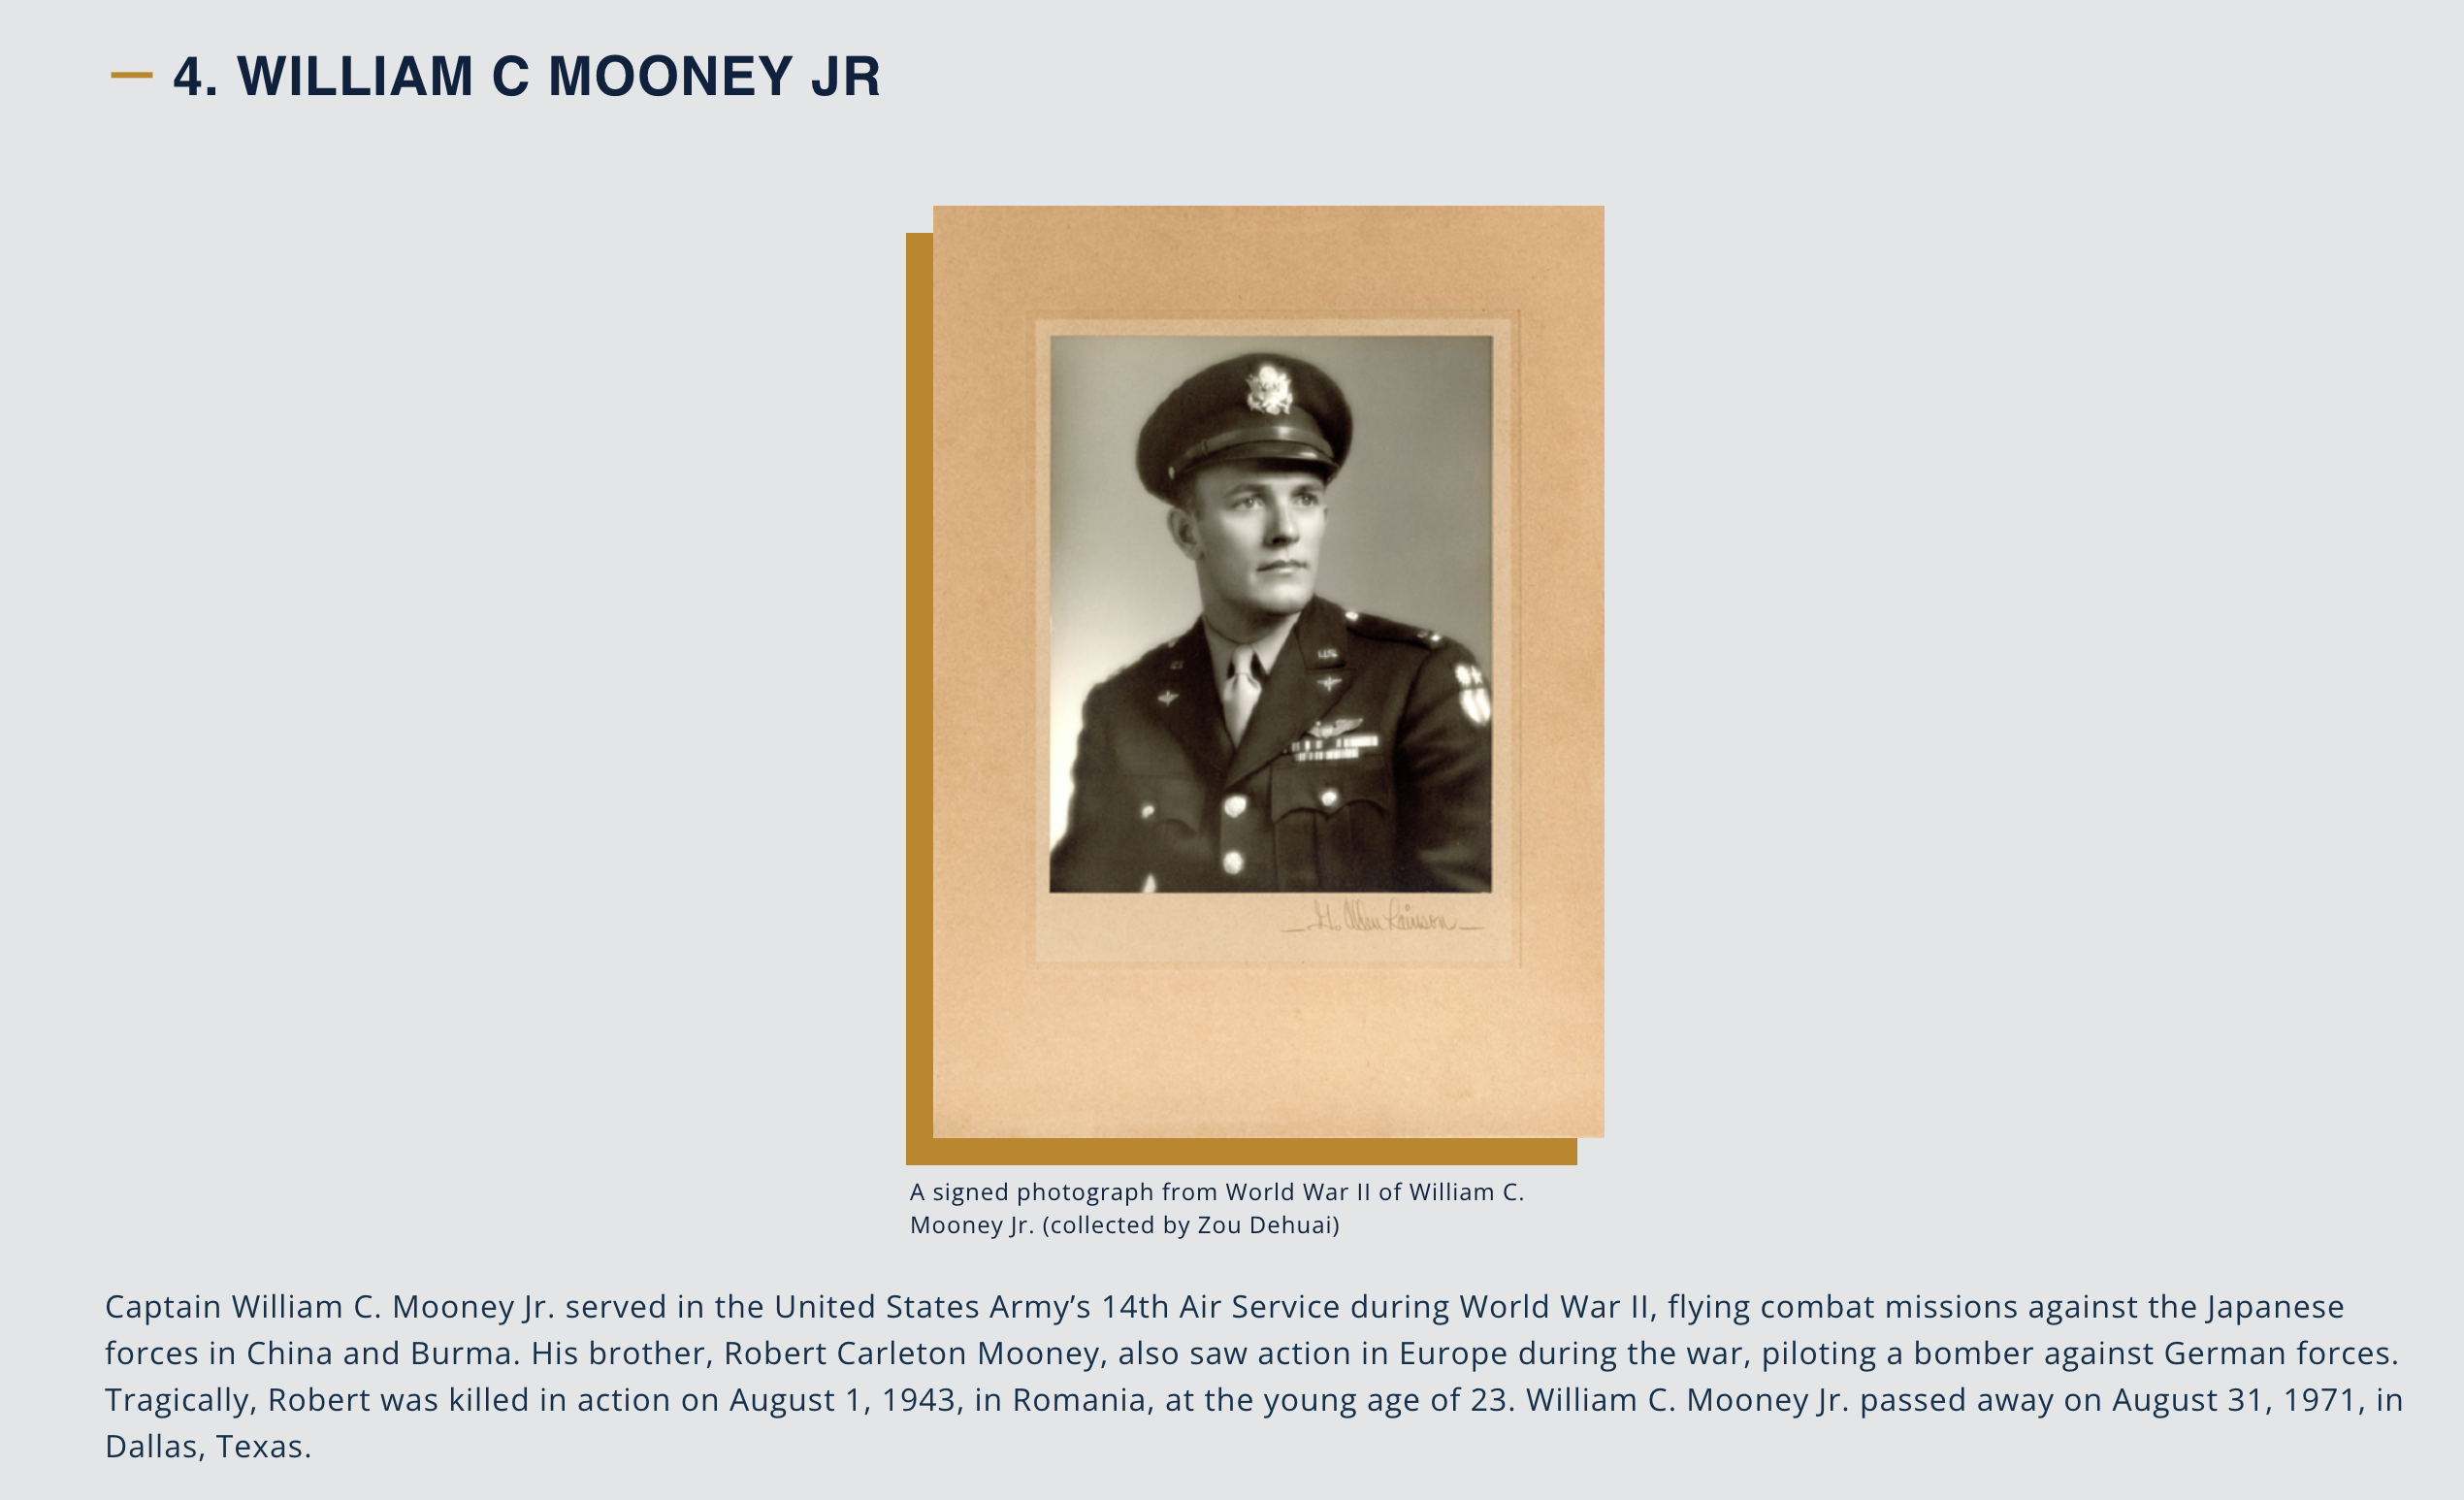 — 4. WILLIAM C MOONEY JR
US
H. Allen Rainson
A signed photograph from World War II of William C.
Mooney Jr. (collected by Zou Dehuai)
Captain William C. Mooney Jr. served in the United States Army’s 14th Air Service during World War II, flying combat missions against the Japanese
forces in China and Burma. His brother, Robert Carleton Mooney, also saw action in Europe during the war, piloting a bomber against German forces.
Tragically, Robert was killed in action on August 1, 1943, in Romania, at the young age of 23. William C. Mooney Jr. passed away on August 31, 1971, in
Dallas, Texas.